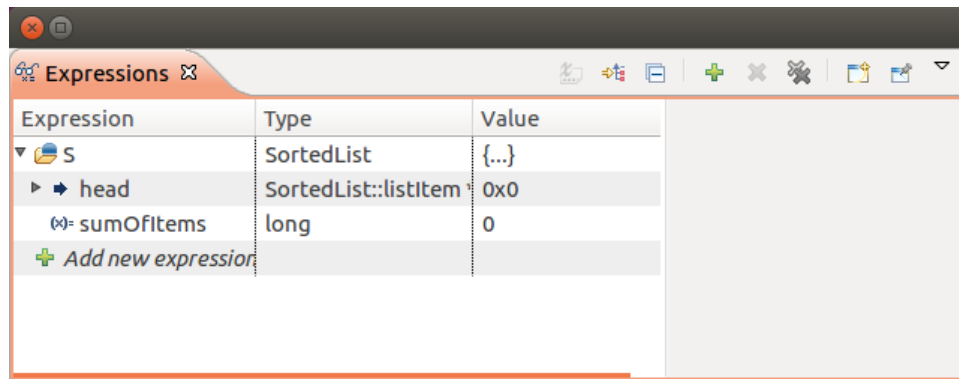 Expressions
Expression Type Value
S SortedList {...}
head SortedList::listItem * 0x0
(x)= sumOfItems long 0
Add new expression